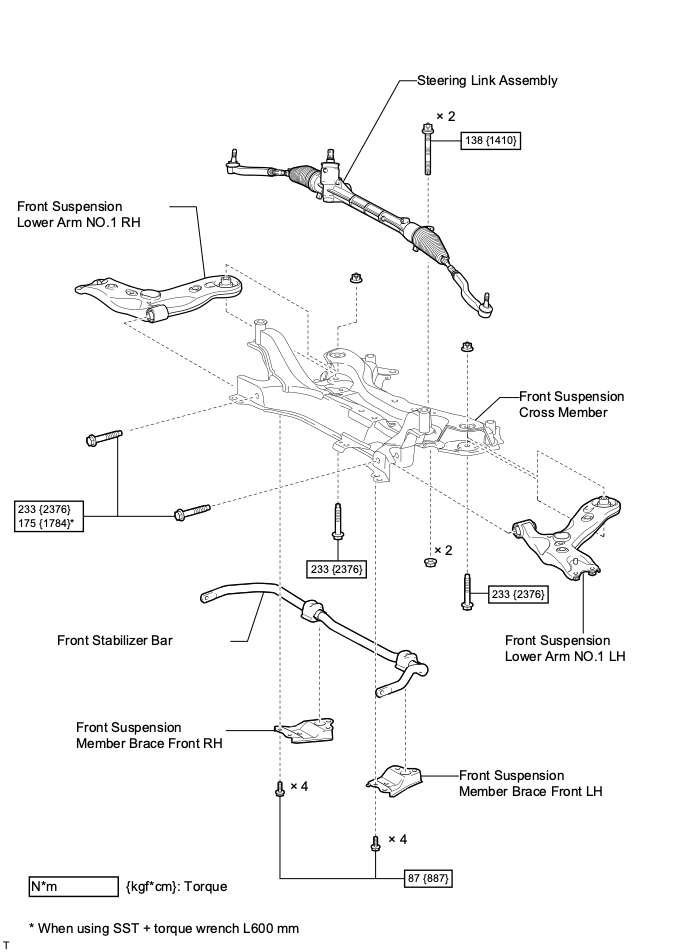 Steering Link Assembly
× 2
138 {1410}
Front Suspension
Lower Arm NO.1 RH
Front Suspension
Cross Member
233 {2376}
175 {1784}*
× 2
233 {2376}
233 {2376}
Front Stabilizer Bar
Front Suspension
Lower Arm NO.1 LH
Front Suspension
Member Brace Front RH
Front Suspension
Member Brace Front LH
× 4
× 4
87 {887}
N*m {kgf*cm}: Torque
* When using SST + torque wrench L600 mm
T